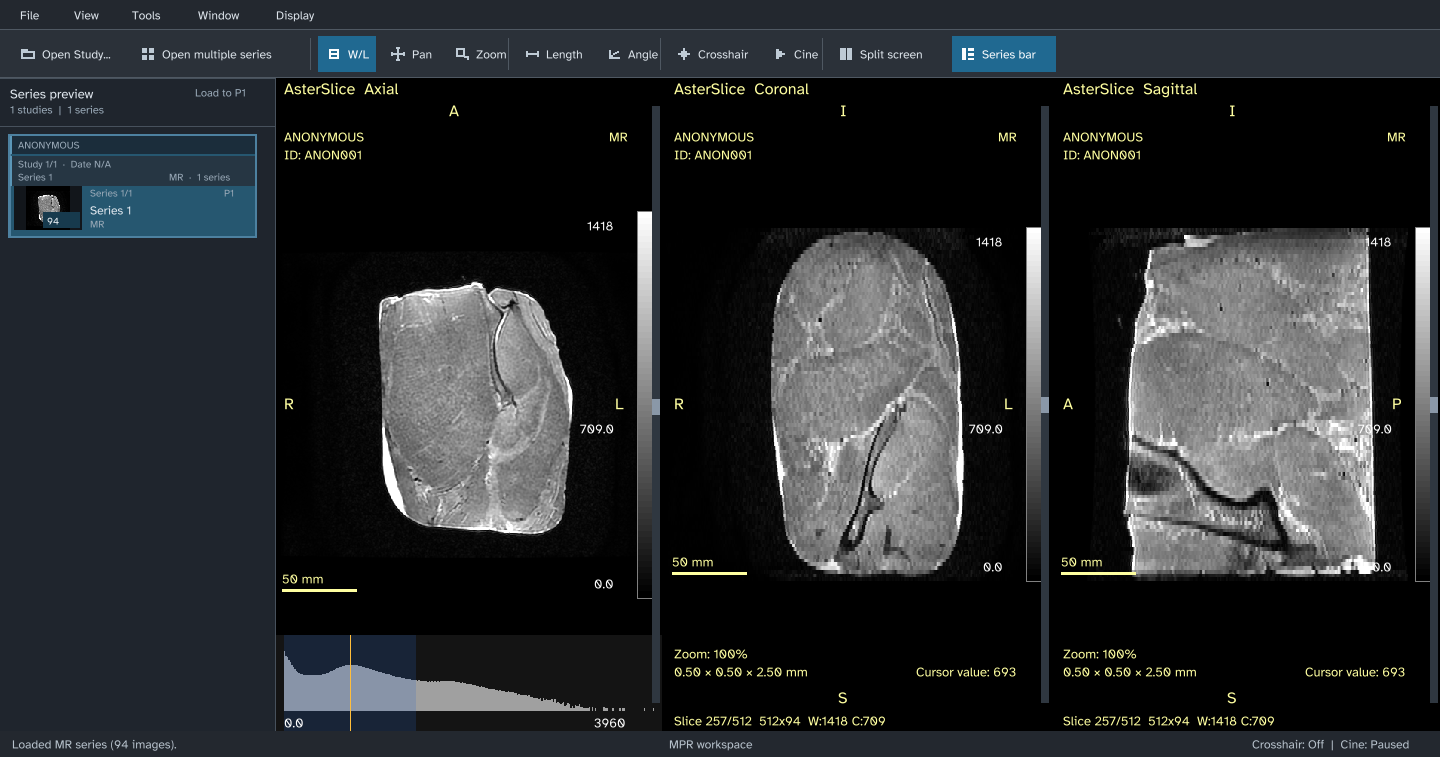 File View Tools Window Display
Open Study... Open multiple series W/L Pan Zoom Length Angle Crosshair Cine Split screen Series bar
Series preview Load to P1
1 studies | 1 series
ANONYMOUS
Study 1/1 · Date N/A
Series 1 MR · 1 series
Series 1/1 P1
Series 1
94
MR
AsterSlice Axial
A
ANONYMOUS MR
ID: ANON001
1418
R L
709.0
50 mm
0.0
0.0 3960
AsterSlice Coronal
I
ANONYMOUS MR
ID: ANON001
1418
R L
709.0
50 mm
0.0
Zoom: 100%
0.50 × 0.50 × 2.50 mm Cursor value: 693
S
Slice 257/512 512x94 W:1418 C:709
AsterSlice Sagittal
I
ANONYMOUS MR
ID: ANON001
1418
A P
709.0
50 mm
0.0
Zoom: 100%
0.50 × 0.50 × 2.50 mm Cursor value: 693
S
Slice 257/512 512x94 W:1418 C:709
Loaded MR series (94 images). MPR workspace Crosshair: Off | Cine: Paused